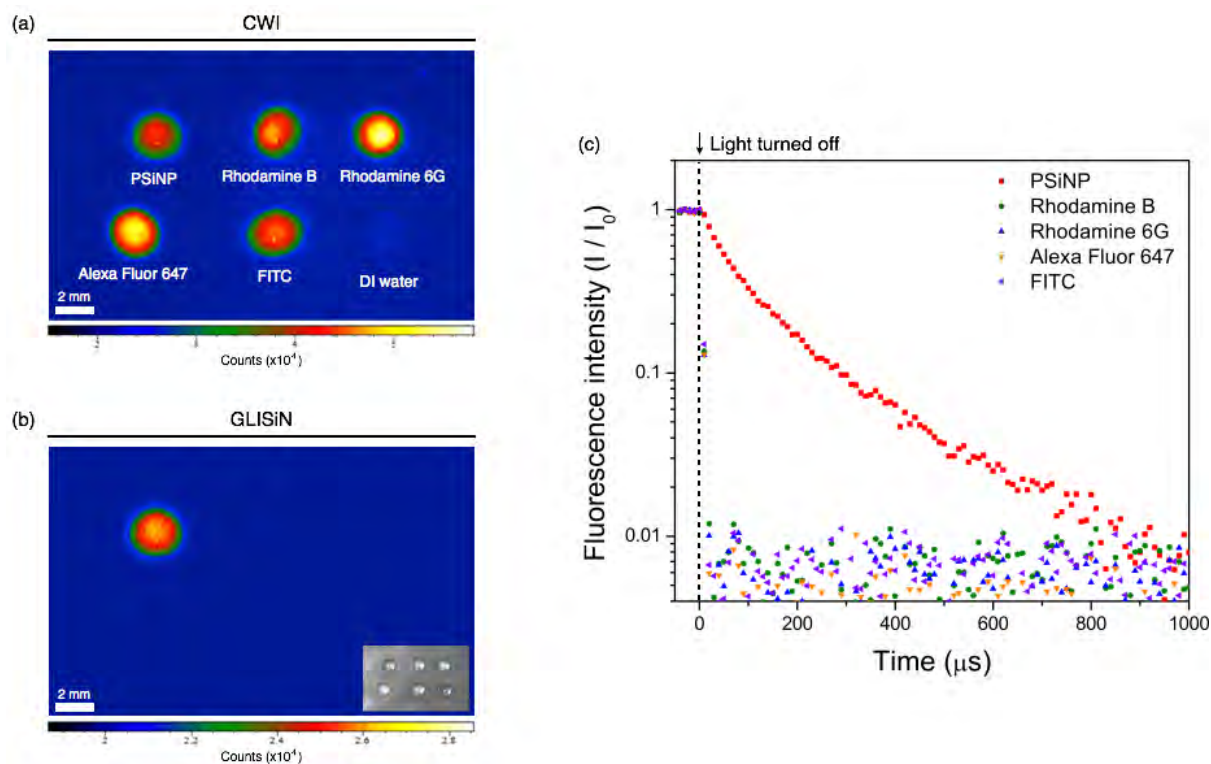 (a)
CWI
PSiNP
Rhodamine B
Rhodamine 6G
Alexa Fluor 647
FITC
DI water
2 mm
Counts (x10⁴)
(b)
GLISiN
2 mm
2
2.2
2.4
2.6
2.8
Counts (x10⁴)
(c)
Light turned off
PSiNP
Rhodamine B
Rhodamine 6G
Alexa Fluor 647
FITC
1
0.1
0.01
Fluorescence intensity (I / I₀)
0
200
400
600
800
1000
Time (μs)